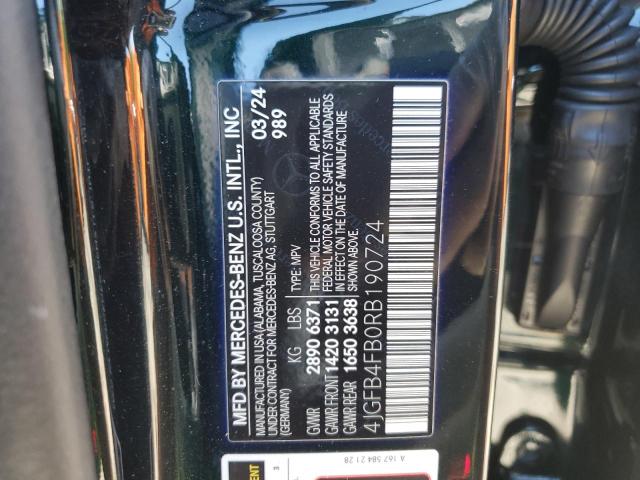 MFD BY MERCEDES-BENZ U.S. INTL., INC
MANUFACTURED IN USA (ALABAMA, TUSCALOOSA COUNTY)
UNDER CONTRACT FOR MERCEDES-BENZ AG, STUTTGART
(GERMANY)
03/24
989
KG LBS TYPE: MPV
GVWR 2890 6371 THIS VEHICLE CONFORMS TO ALL APPLICABLE
FEDERAL MOTOR VEHICLE SAFETY STANDARDS
GAWR FRONT 1420 3131 IN EFFECT ON THE DATE OF MANUFACTURE
GAWR REAR 1650 3638 SHOWN ABOVE.
4JGFB4FB0RB190724
A 167 584 21 28